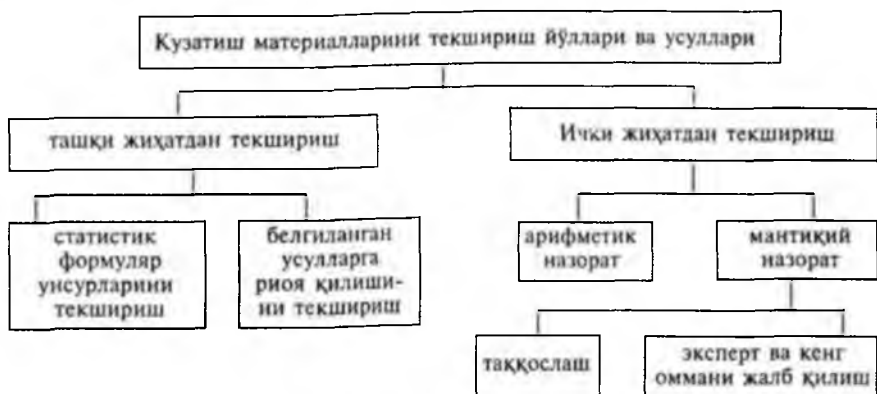 Кузатиш материалларини текшириш йўллари ва усуллари
ташқи жиҳатдан текшириш
Ички жиҳатдан текшириш
статистик
формуляр
унсурларини
текшириш
белгиланган
усулларга
риоя қилиши-
ни текшириш
арифметик
назорат
мантиқий
назорат
таққослаш
эксперт ва кенг
оммани жалб қилиш